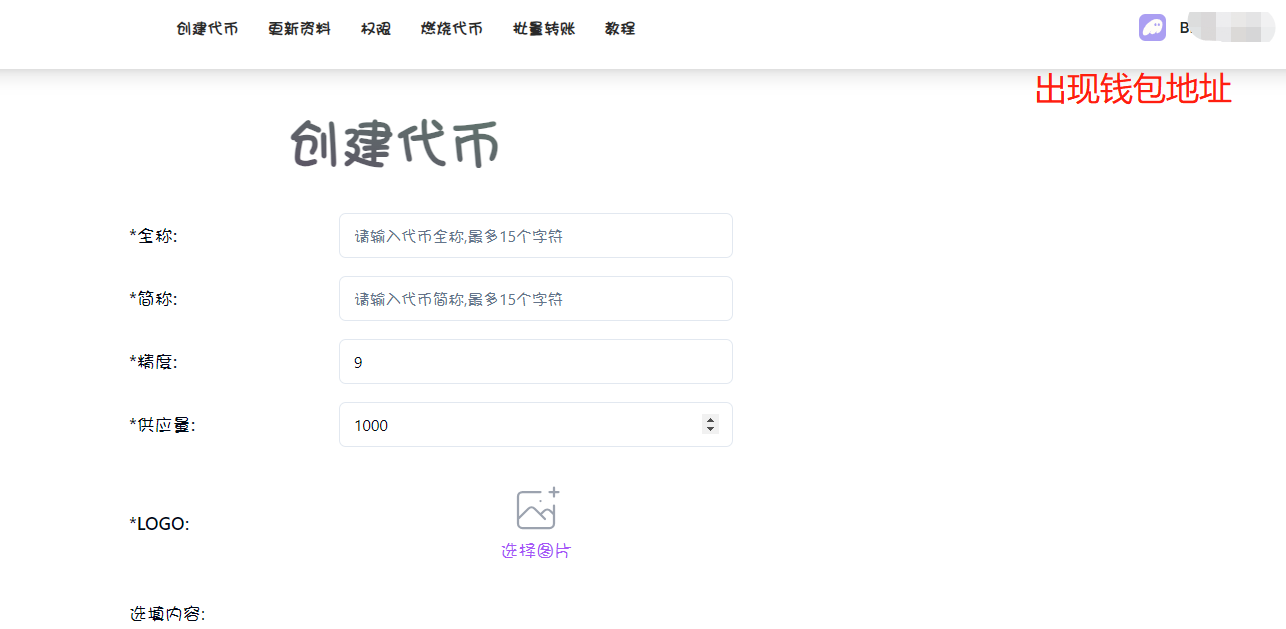 创建代币 更新资料 权限 燃烧代币 批量转账 教程
出现钱包地址
创建代币
*全称: 请输入代币全称,最多15个字符
*简称: 请输入代币简称,最多15个字符
*精度: 9
*供应量: 1000
*LOGO:
选择图片
选填内容: